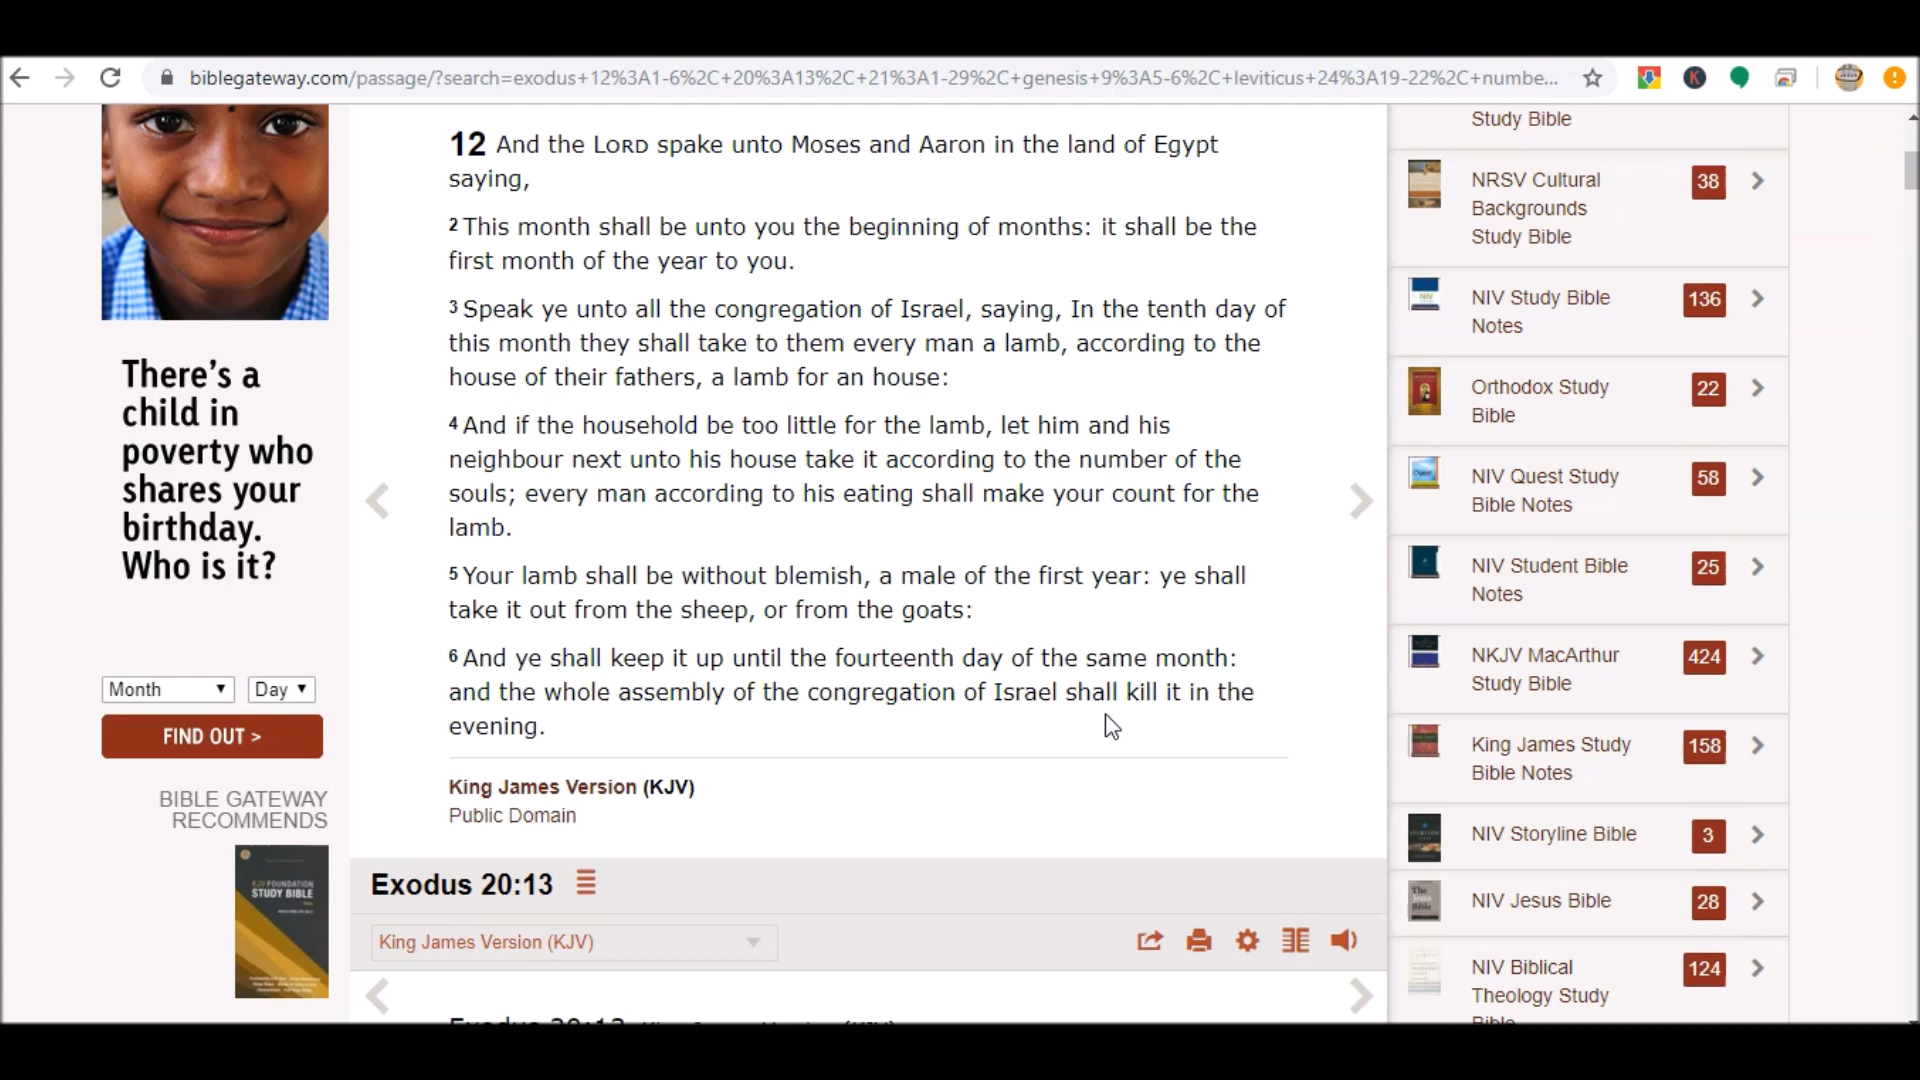 biblegateway.com/passage/?search=exodus+12%3A1-6%2C+20%3A13%2C+21%3A1-29%2C+genesis+9%3A5-6%2C+leviticus+24%3A19-22%2C+numbe...
There's a
child in
poverty who
shares your
birthday.
Who is it?
Month
Day
FIND OUT >
BIBLE GATEWAY
RECOMMENDS
KJV FOUNDATION
STUDY BIBLE
12 And the LORD spake unto Moses and Aaron in the land of Egypt
saying,
2 This month shall be unto you the beginning of months: it shall be the
first month of the year to you.
3 Speak ye unto all the congregation of Israel, saying, In the tenth day of
this month they shall take to them every man a lamb, according to the
house of their fathers, a lamb for an house:
4 And if the household be too little for the lamb, let him and his
neighbour next unto his house take it according to the number of the
souls; every man according to his eating shall make your count for the
lamb.
5 Your lamb shall be without blemish, a male of the first year: ye shall
take it out from the sheep, or from the goats:
6 And ye shall keep it up until the fourteenth day of the same month:
and the whole assembly of the congregation of Israel shall kill it in the
evening.
King James Version (KJV)
Public Domain
Exodus 20:13
King James Version (KJV)
Study Bible
NRSV Cultural
Backgrounds
Study Bible
38
NIV Study Bible
Notes
136
Orthodox Study
Bible
22
NIV Quest Study
Bible Notes
58
NIV Student Bible
Notes
25
NKJV MacArthur
Study Bible
424
King James Study
Bible Notes
158
NIV Storyline Bible
3
NIV Jesus Bible
28
NIV Biblical
Theology Study
124